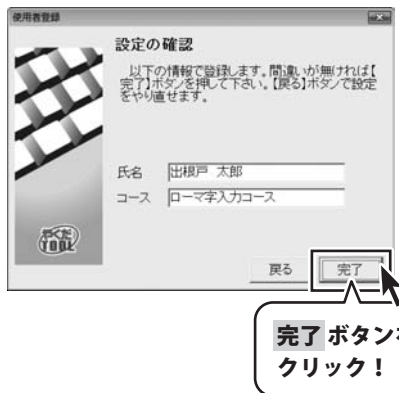 使用者登録
設定の確認
以下の情報で登録します。間違いが無ければ【
完了】ボタンを押して下さい。【戻る】ボタンで設定
をやり直せます。
氏名 出根戸 太郎
コース ローマ字入力コース
やくだ
TOOL
戻る 完了
完了 ボタンを
クリック！